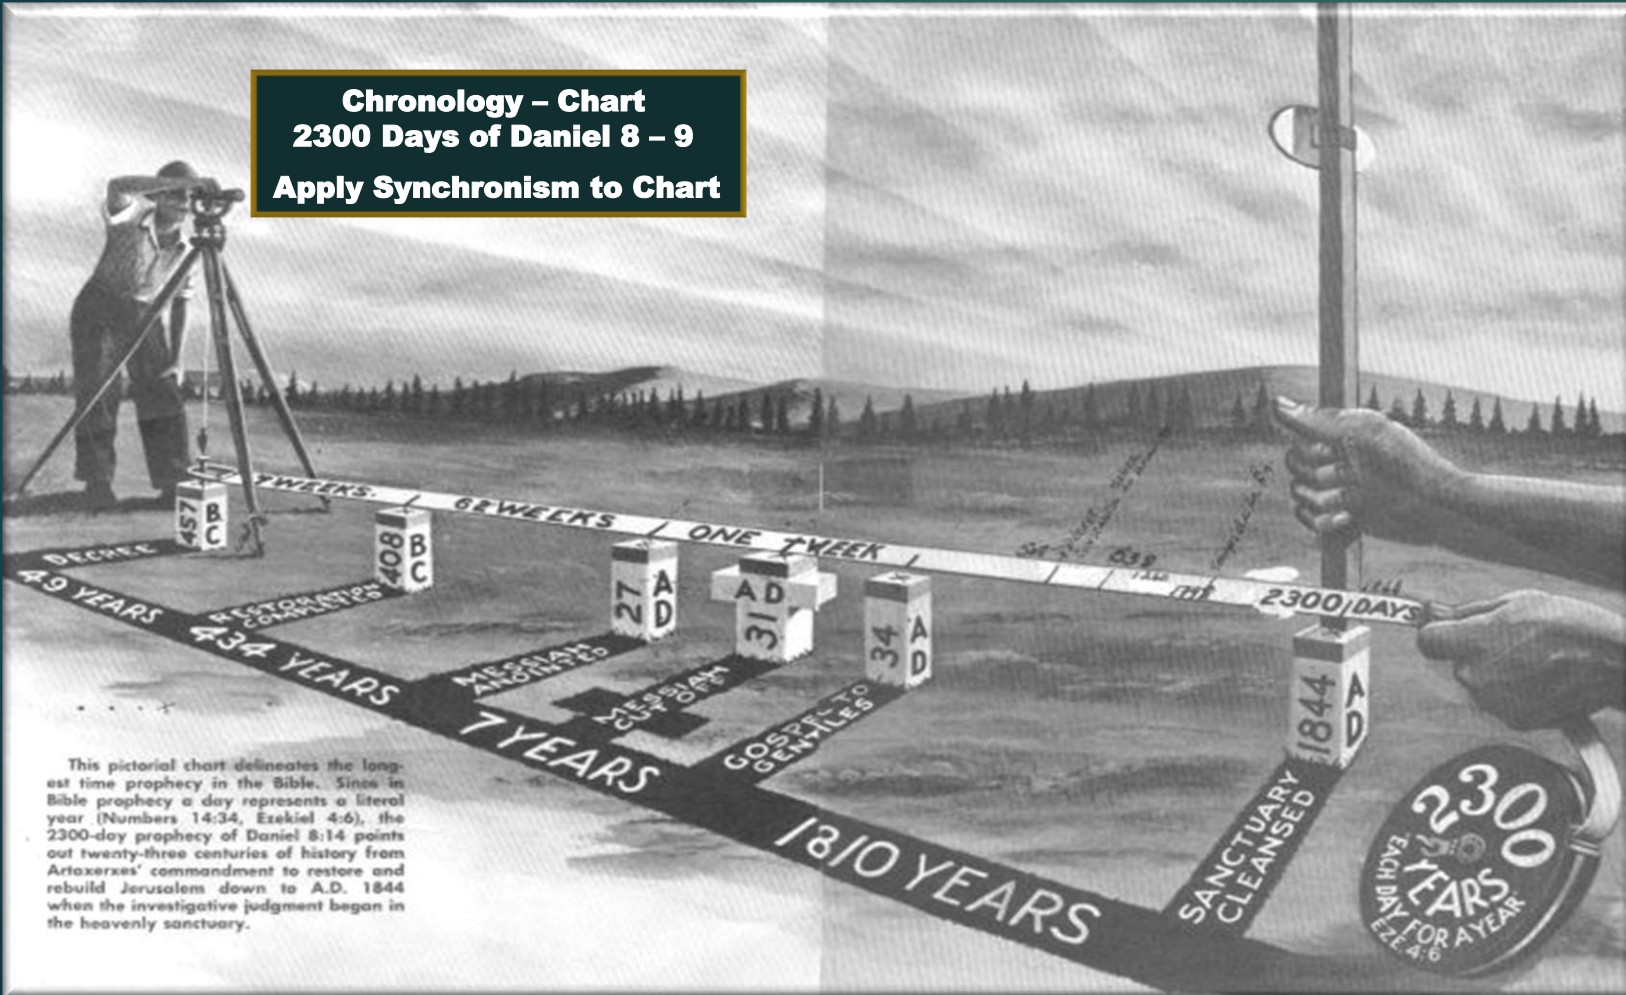 Chronology – Chart
2300 Days of Daniel 8 – 9
Apply Synchronism to Chart
7 WEEKS.
62 WEEKS
ONE WEEK
2300 DAYS
457 BC
408 BC
27 AD
AD 31
34 AD
1844 AD
DECREE
RESTORATION
COMPLETED
MESSIAH
ANOINTED
MESSIAH
CUT OFF
GOSPEL TO
GENTILES
SANCTUARY
CLEANSED
49 YEARS
434 YEARS
7 YEARS
1810 YEARS
2300
YEARS
"EACH DAY
FOR A YEAR"
EZE. 4:6
538
This pictorial chart delineates the long-
est time prophecy in the Bible. Since in
Bible prophecy a day represents a literal
year (Numbers 14:34, Ezekiel 4:6), the
2300-day prophecy of Daniel 8:14 points
out twenty-three centuries of history from
Artaxerxes' commandment to restore and
rebuild Jerusalem down to A.D. 1844
when the investigative judgment began in
the heavenly sanctuary.